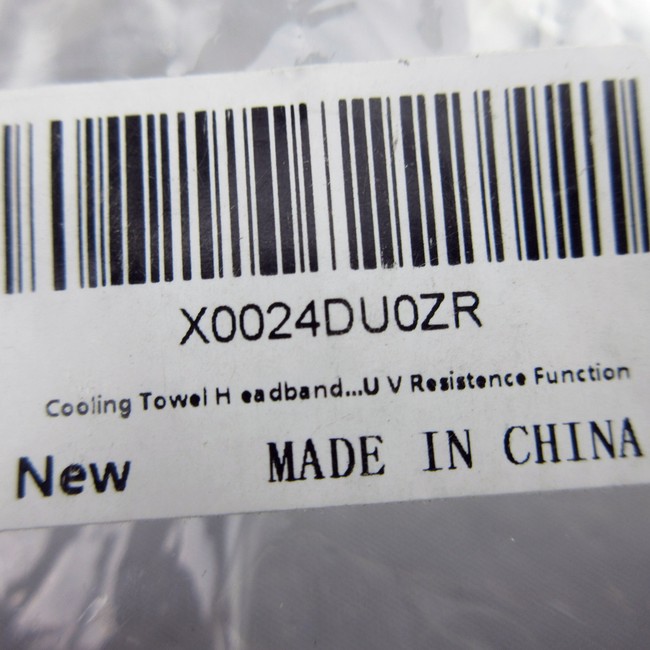 X0024DU0ZR
Cooling Towel H eadband...U V Resistence Function
New MADE IN CHINA